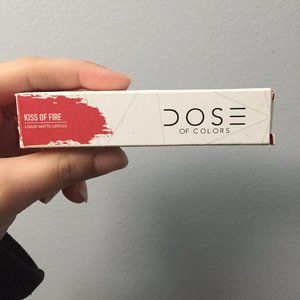 KISS OF FIRE
LIQUID MATTE LIPSTICK
DOSE
OF COLORS